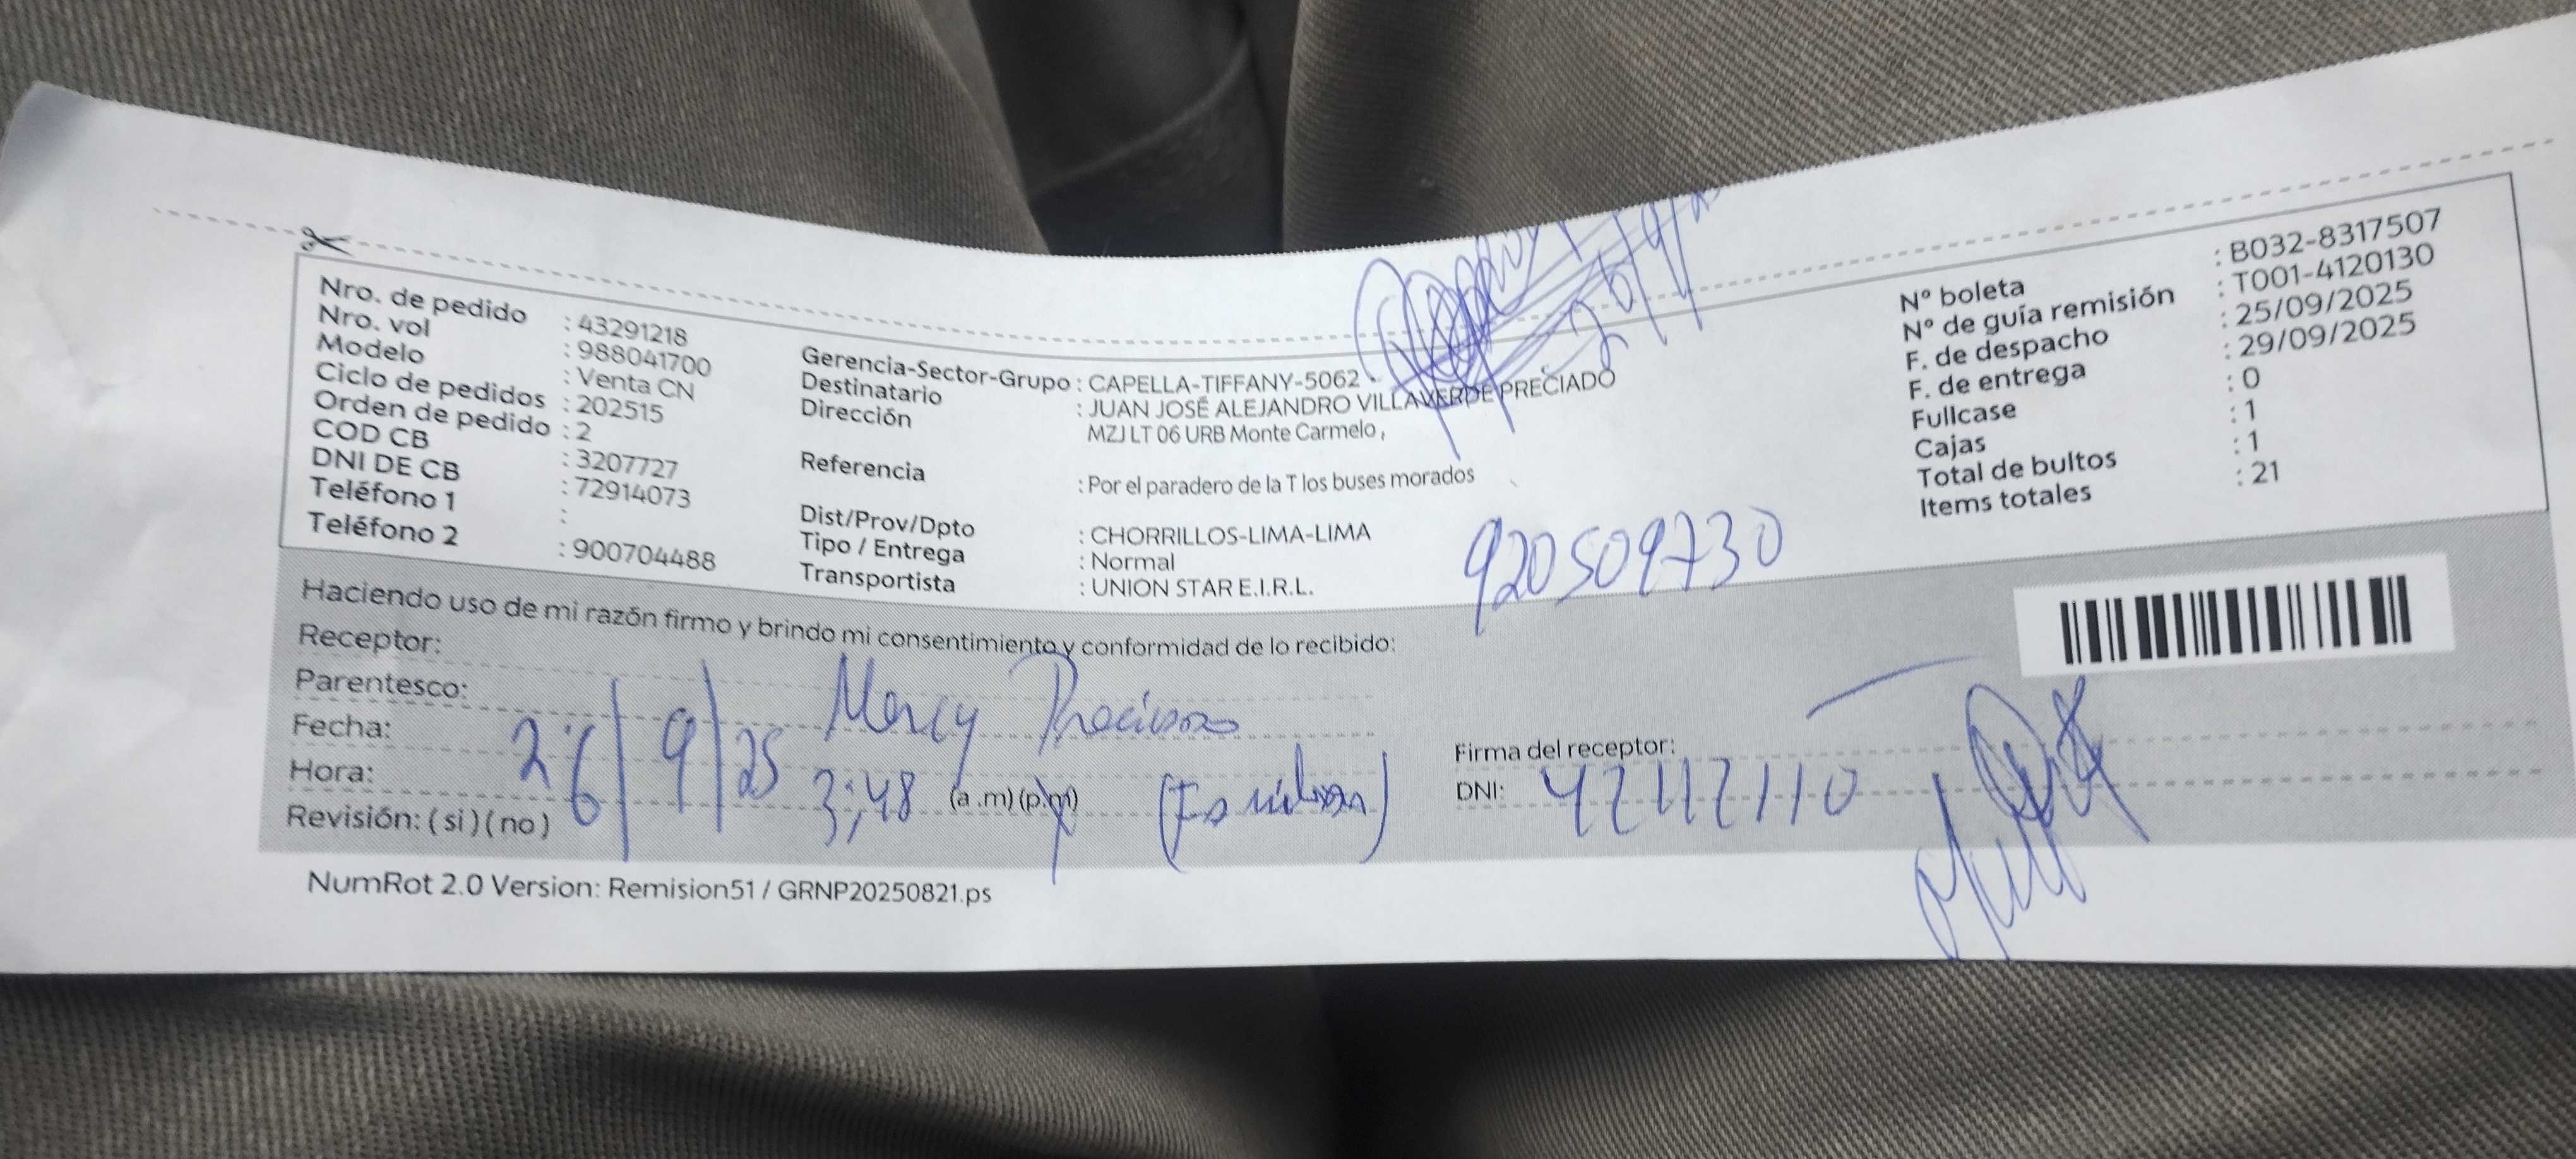 Nro. de pedido : 43291218
Nro. vol : 988041700
Modelo : Venta CN
Ciclo de pedidos : 202515
Orden de pedido : 2
COD CB : 3207727
DNI DE CB : 72914073
Teléfono 1 :
Teléfono 2 : 900704488
Gerencia-Sector-Grupo : CAPELLA-TIFFANY-5062
Destinatario : JUAN JOSÉ ALEJANDRO VILLAVERDE PRECIADO
Dirección MZJ LT 06 URB Monte Carmelo ,
Referencia : Por el paradero de la T los buses morados
Dist/Prov/Dpto : CHORRILLOS-LIMA-LIMA
Tipo / Entrega : Normal
Transportista : UNION STAR E.I.R.L.
920509730
N° boleta : B032-8317507
N° de guía remisión : T001-4120130
F. de despacho : 25/09/2025
F. de entrega : 29/09/2025
Fullcase : 0
Cajas : 1
Total de bultos : 1
Items totales : 21
Haciendo uso de mi razón firmo y brindo mi consentimiento y conformidad de lo recibido:
Receptor:
Parentesco: Mercy
Fecha: 26/9/25
Hora: 3:48 (a .m) (p.m)
Revisión: ( si ) ( no )
Firma del receptor:
DNI:
NumRot 2.0 Version: Remision51 / GRNP20250821.ps